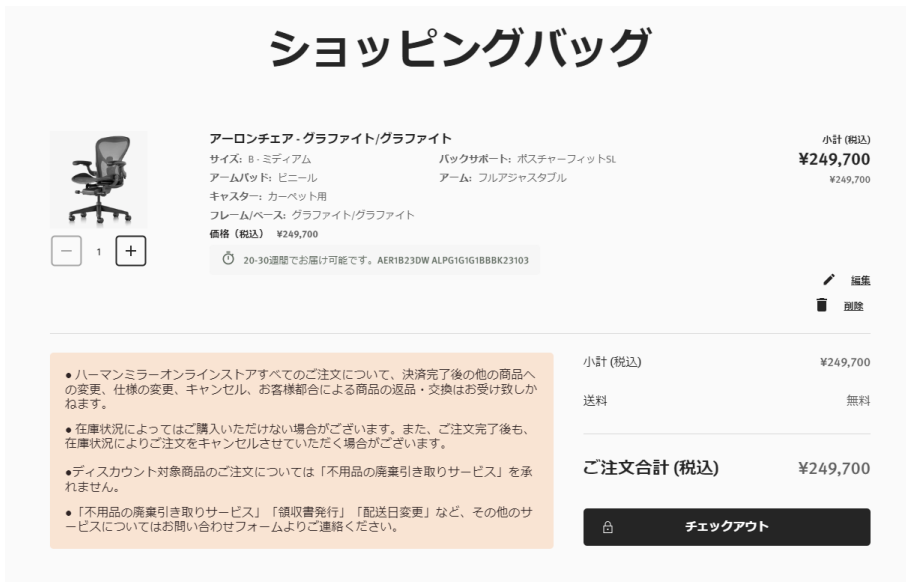 ショッピングバッグ
アーロンチェア - グラファイト/グラファイト
サイズ: B - ミディアム
バックサポート: ポスチャーフィットSL
アームパッド: ビニール
アーム: フルアジャスタブル
キャスター: カーペット用
フレーム/ベース: グラファイト/グラファイト
価格（税込） ¥249,700
20-30週間でお届け可能です。AER1B23DW ALPG1G1G1BBBK23103
小計 (税込)
¥249,700
¥249,700
1
編集
削除
● ハーマンミラーオンラインストアすべてのご注文について、決済完了後の他の商品へ
の変更、仕様の変更、キャンセル、お客様都合による商品の返品・交換はお受け致しか
ねます。
● 在庫状況によってはご購入いただけない場合がございます。また、ご注文完了後も、
在庫状況によりご注文をキャンセルさせていただく場合がございます。
●ディスカウント対象商品のご注文については「不用品の廃棄引き取りサービス」を承
れません。
●「不用品の廃棄引き取りサービス」「領収書発行」「配送日変更」など、その他のサ
ービスについてはお問い合わせフォームよりご連絡ください。
小計 (税込) ¥249,700
送料 無料
ご注文合計 (税込) ¥249,700
チェックアウト